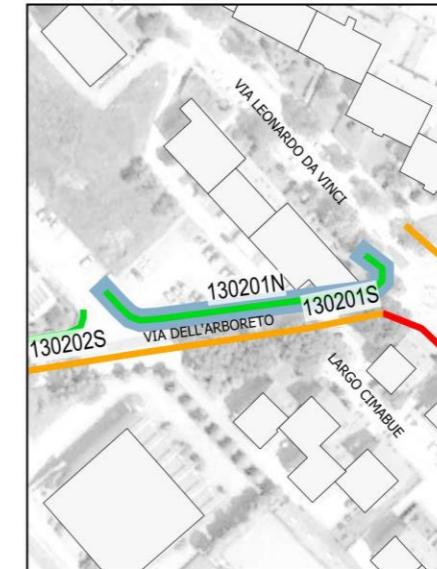 VIA LEONARDO DA VINCI
130201N
130201S
VIA DELL'ARBORETO
130202S
LARGO CIMABUE